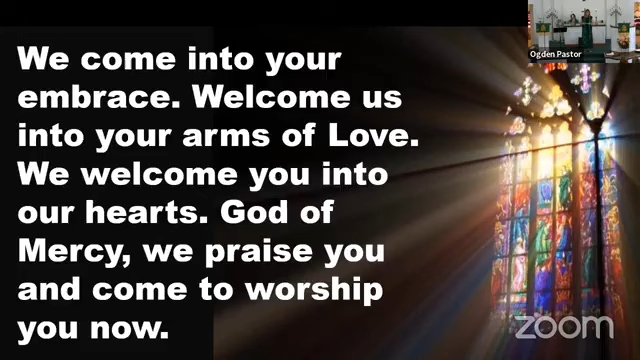 Ogden Pastor
We come into your
embrace. Welcome us
into your arms of Love.
We welcome you into
our hearts. God of
Mercy, we praise you
and come to worship
you now.
zoom